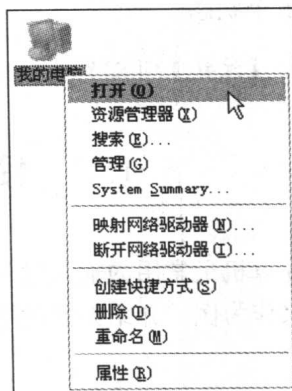 我的电脑
打开(O)
资源管理器(X)
搜索(E)...
管理(G)
System Summary...
映射网络驱动器(N)...
断开网络驱动器(I)...
创建快捷方式(S)
删除(D)
重命名(M)
属性(R)